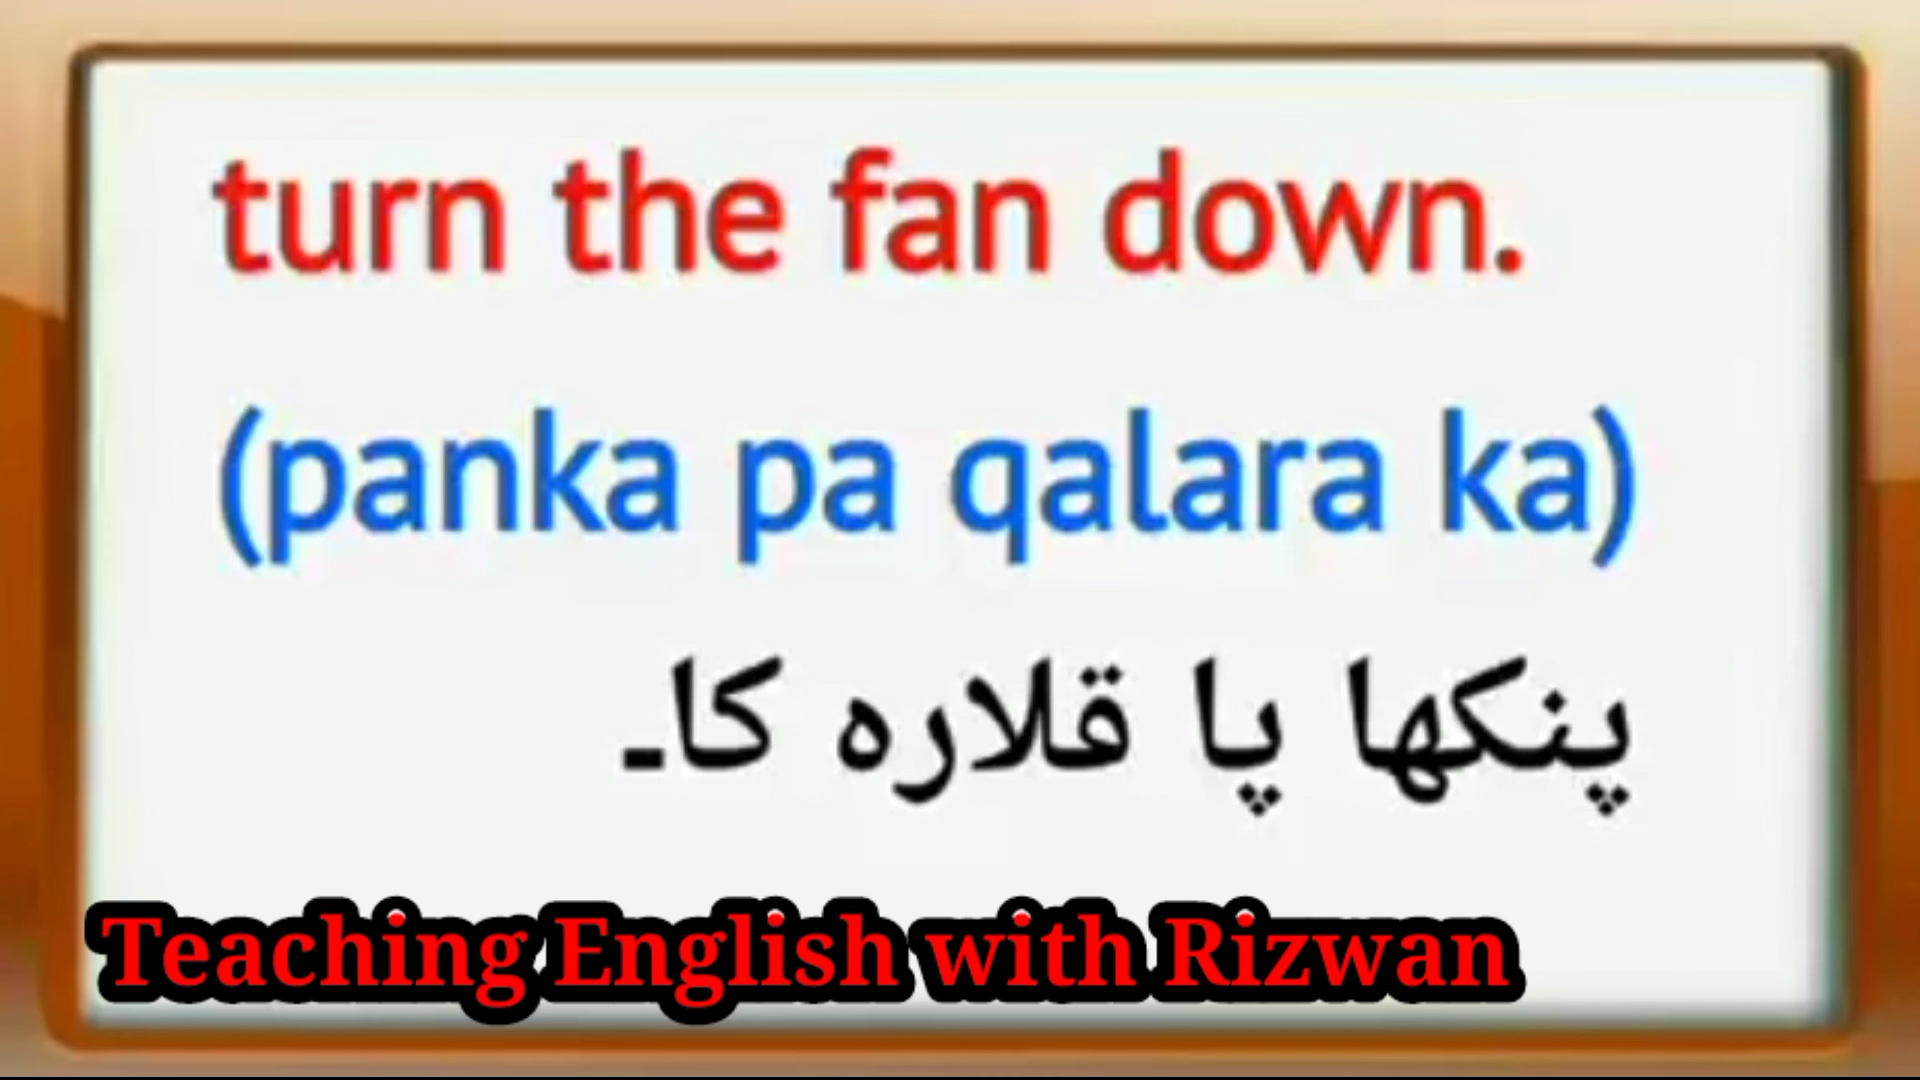 turn the fan down.
(panka pa qalara ka)
پنکھا پا قلارہ کا۔
Teaching English with Rizwan